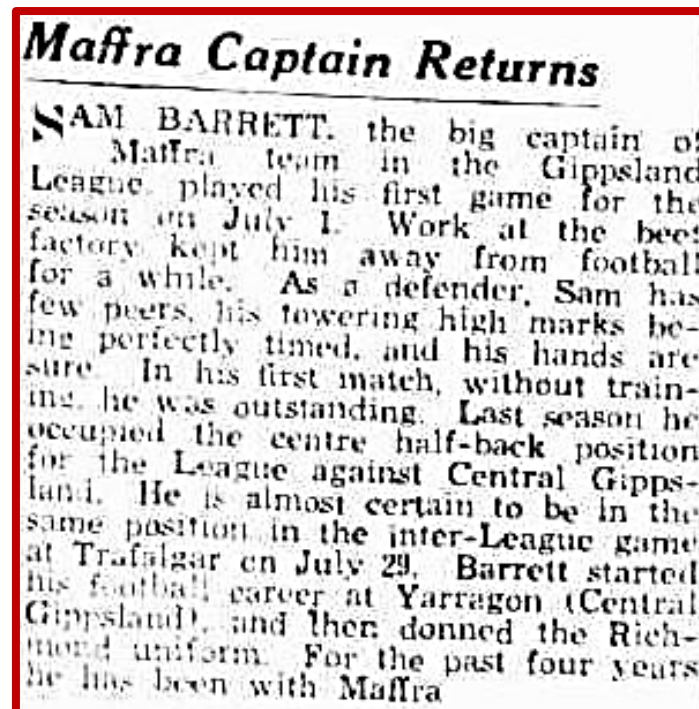 Maffra Captain Returns
SAM BARRETT, the big captain of
Maffra team in the Gippsland
League, played his first game for the
season on July 1. Work at the beet
factory kept him away from football
for a while. As a defender, Sam has
few peers, his towering high marks be-
ing perfectly timed, and his hands are
sure. In his first match, without train-
ing, he was outstanding. Last season he
occupied the centre half-back position
for the League against Central Gipps-
land. He is almost certain to be in the
same position in the inter-League game
at Trafalgar on July 29. Barrett started
his football career at Yarragon (Central
Gippsland), and then donned the Rich-
mond uniform. For the past four years
he has been with Maffra